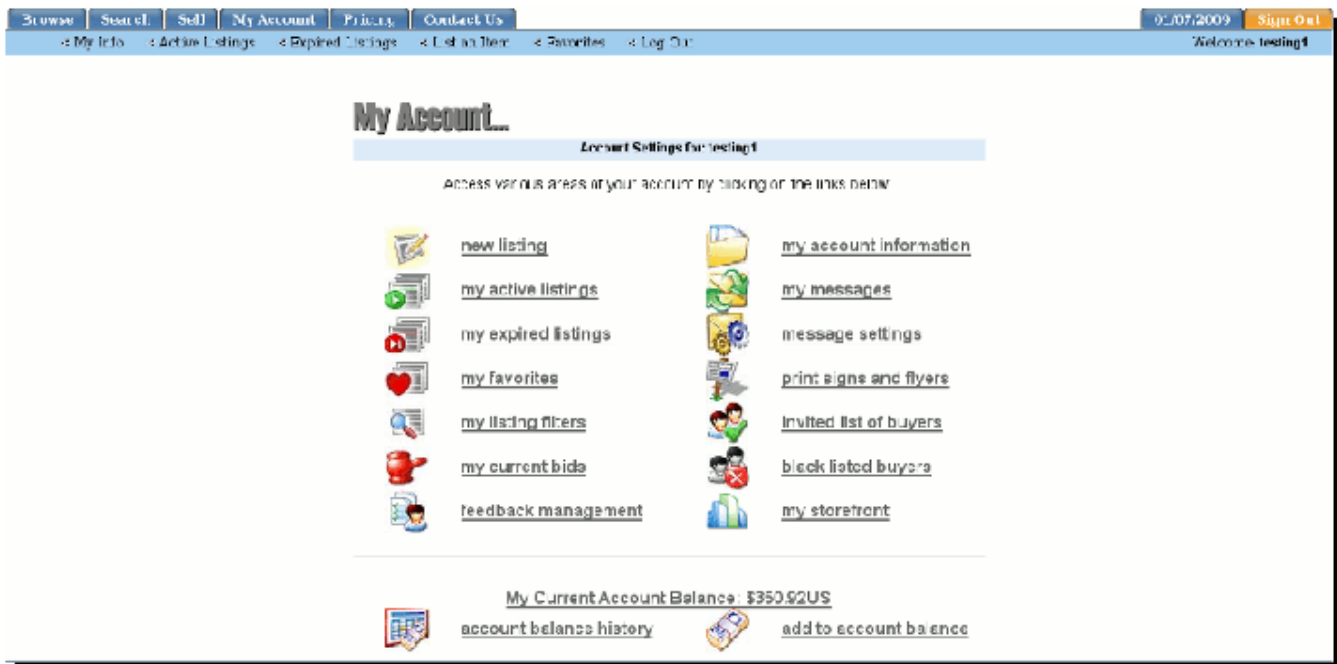 Browse Search Sell My Account Pricing Contact Us 01/07/2009 Sign Out
< My Info < Active Listings < Expired Listings < List an Item < Favorites < Log Out Welcome testing1
My Account...
Account Settings for testing1
Access various areas of your account by clicking on the links below
new listing my account information
my active listings my messages
my expired listings message settings
my favorites print signs and flyers
my listing filters invited list of buyers
my current bids black listed buyers
feedback management my storefront
My Current Account Balance: $350.92US
account balance history add to account balance